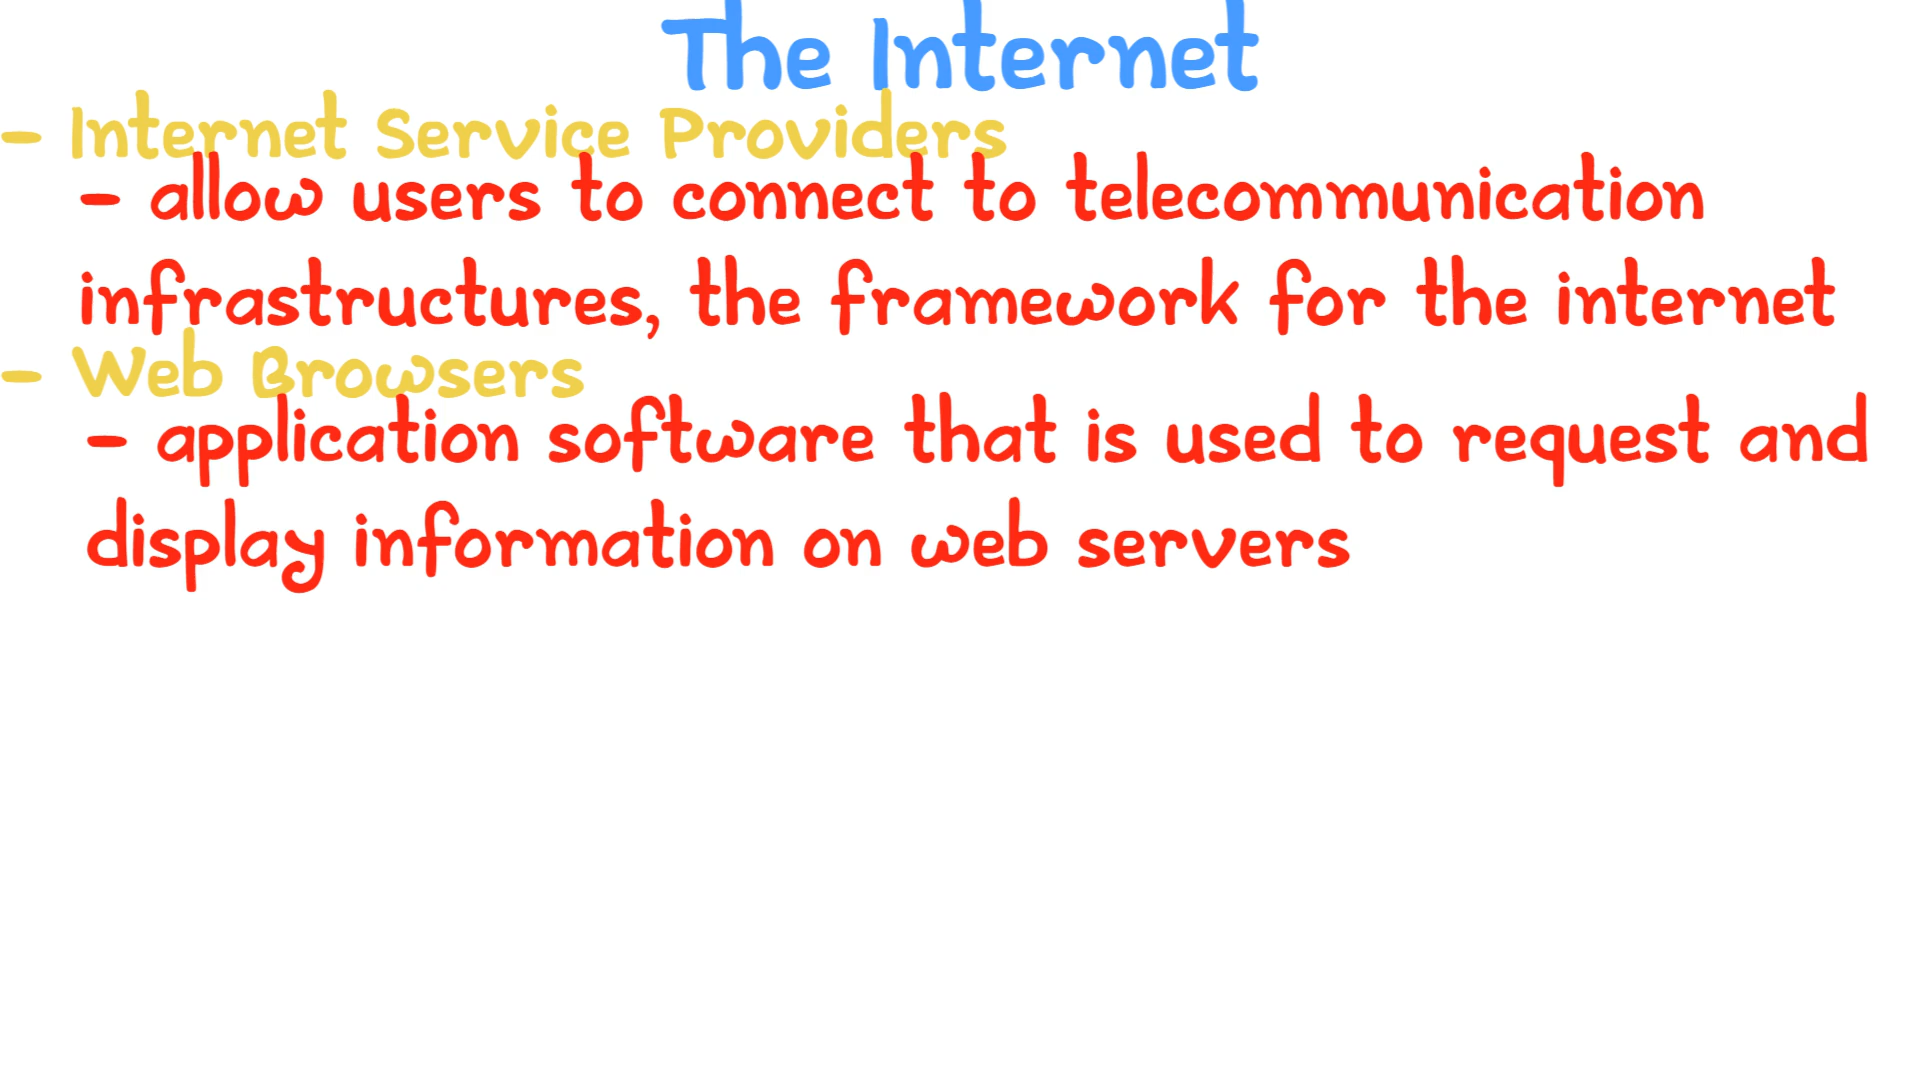 The Internet
- Internet Service Providers
- allow users to connect to telecommunication
infrastructures, the framework for the internet
- Web Browsers
- application software that is used to request and
display information on web servers